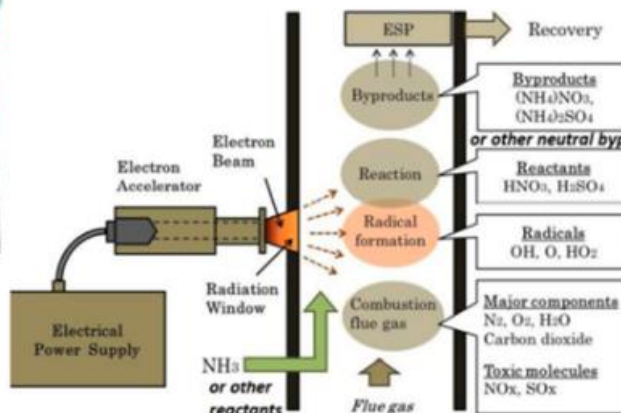 ESP
Recovery
Byproducts
Byproducts
(NH4)NO3,
(NH4)2SO4
or other neutral byp
Electron
Beam
Electron
Accelerator
Reaction
Reactants
HNO3, H2SO4
Radical
formation
Radicals
OH, O, HO2
Radiation
Window
Combustion
flue gas
Major components
N2, O2, H2O
Carbon dioxide
Toxic molecules
NOx, SOx
Electrical
Power Supply
NH3
or other
reactants
Flue gas